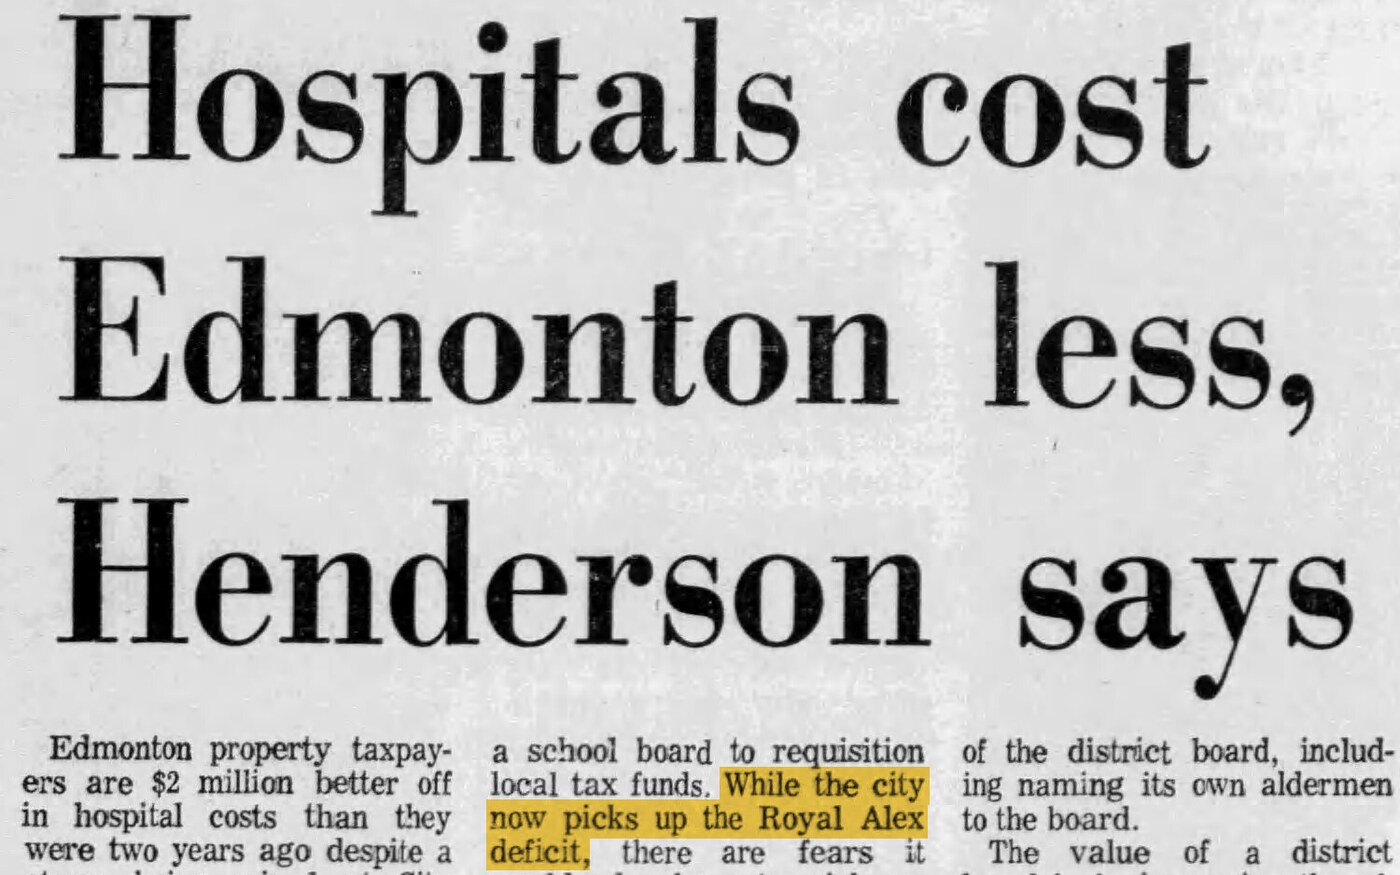 Hospitals cost
Edmonton less,
Henderson says
Edmonton property taxpay-
ers are $2 million better off
in hospital costs than they
were two years ago despite a
a school board to requisition
local tax funds. While the city
now picks up the Royal Alex
deficit, there are fears it
of the district board, includ-
ing naming its own aldermen
to the board.
The value of a district